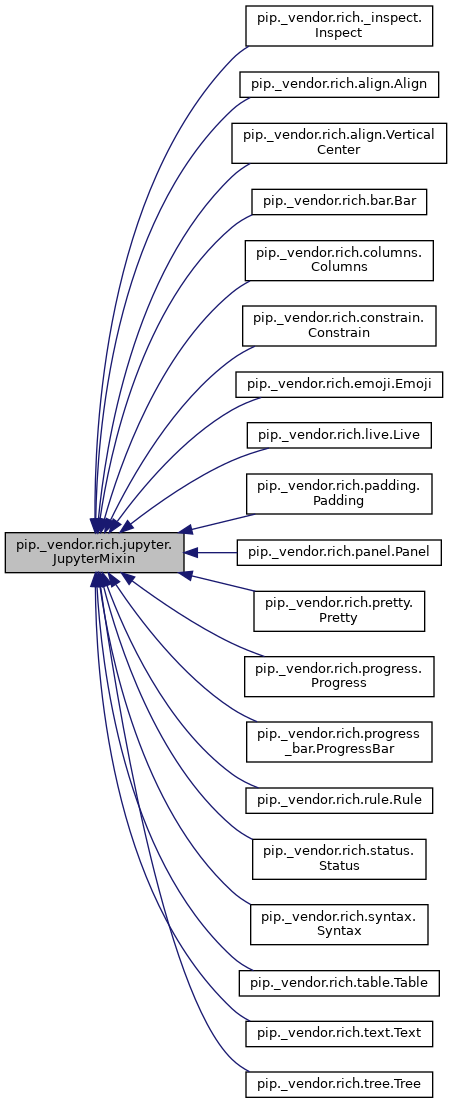 pip._vendor.rich._inspect.
Inspect
pip._vendor.rich.align.Align
pip._vendor.rich.align.Vertical
Center
pip._vendor.rich.bar.Bar
pip._vendor.rich.columns.
Columns
pip._vendor.rich.constrain.
Constrain
pip._vendor.rich.emoji.Emoji
pip._vendor.rich.live.Live
pip._vendor.rich.padding.
Padding
pip._vendor.rich.jupyter.
JupyterMixin
pip._vendor.rich.panel.Panel
pip._vendor.rich.pretty.
Pretty
pip._vendor.rich.progress.
Progress
pip._vendor.rich.progress
_bar.ProgressBar
pip._vendor.rich.rule.Rule
pip._vendor.rich.status.
Status
pip._vendor.rich.syntax.
Syntax
pip._vendor.rich.table.Table
pip._vendor.rich.text.Text
pip._vendor.rich.tree.Tree